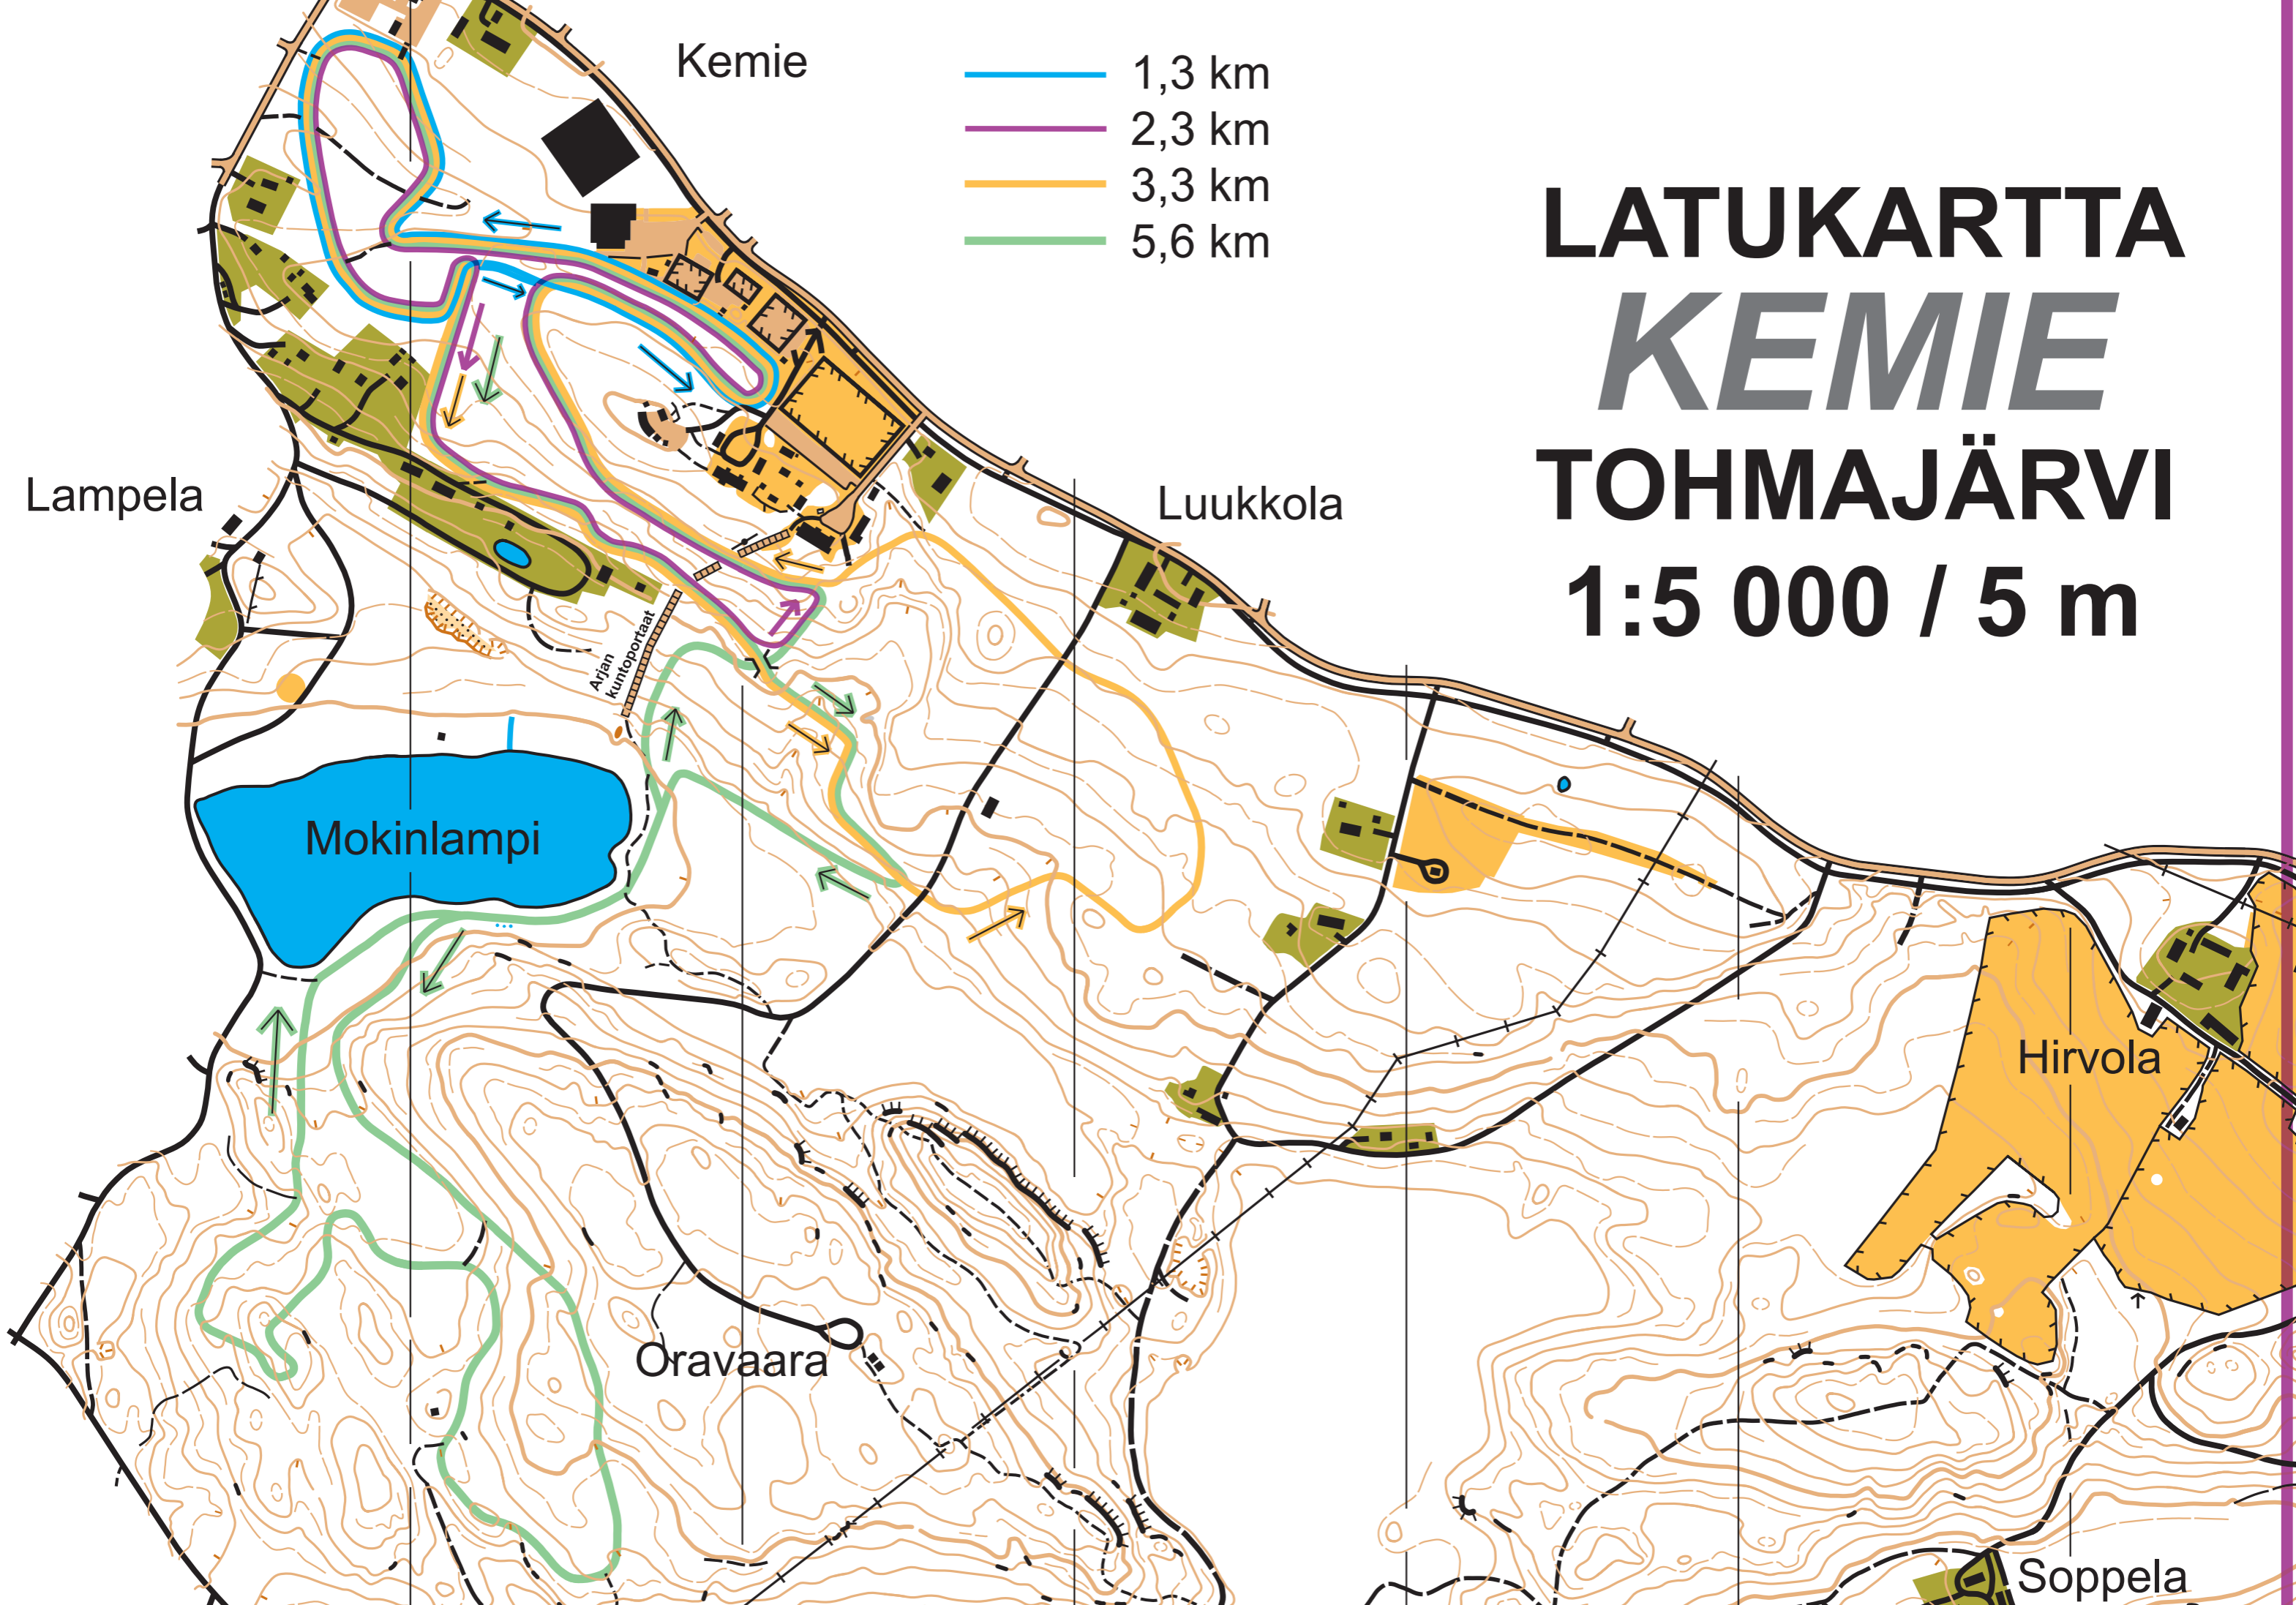 Kemie
1,3 km
2,3 km
3,3 km
5,6 km
LATUKARTTA
KEMIE
TOHMAJÄRVI
1:5 000 / 5 m
Lampela
Luukkola
Arjan
kuntoportaat
Mokinlampi
Hirvola
Oravaara
Soppela